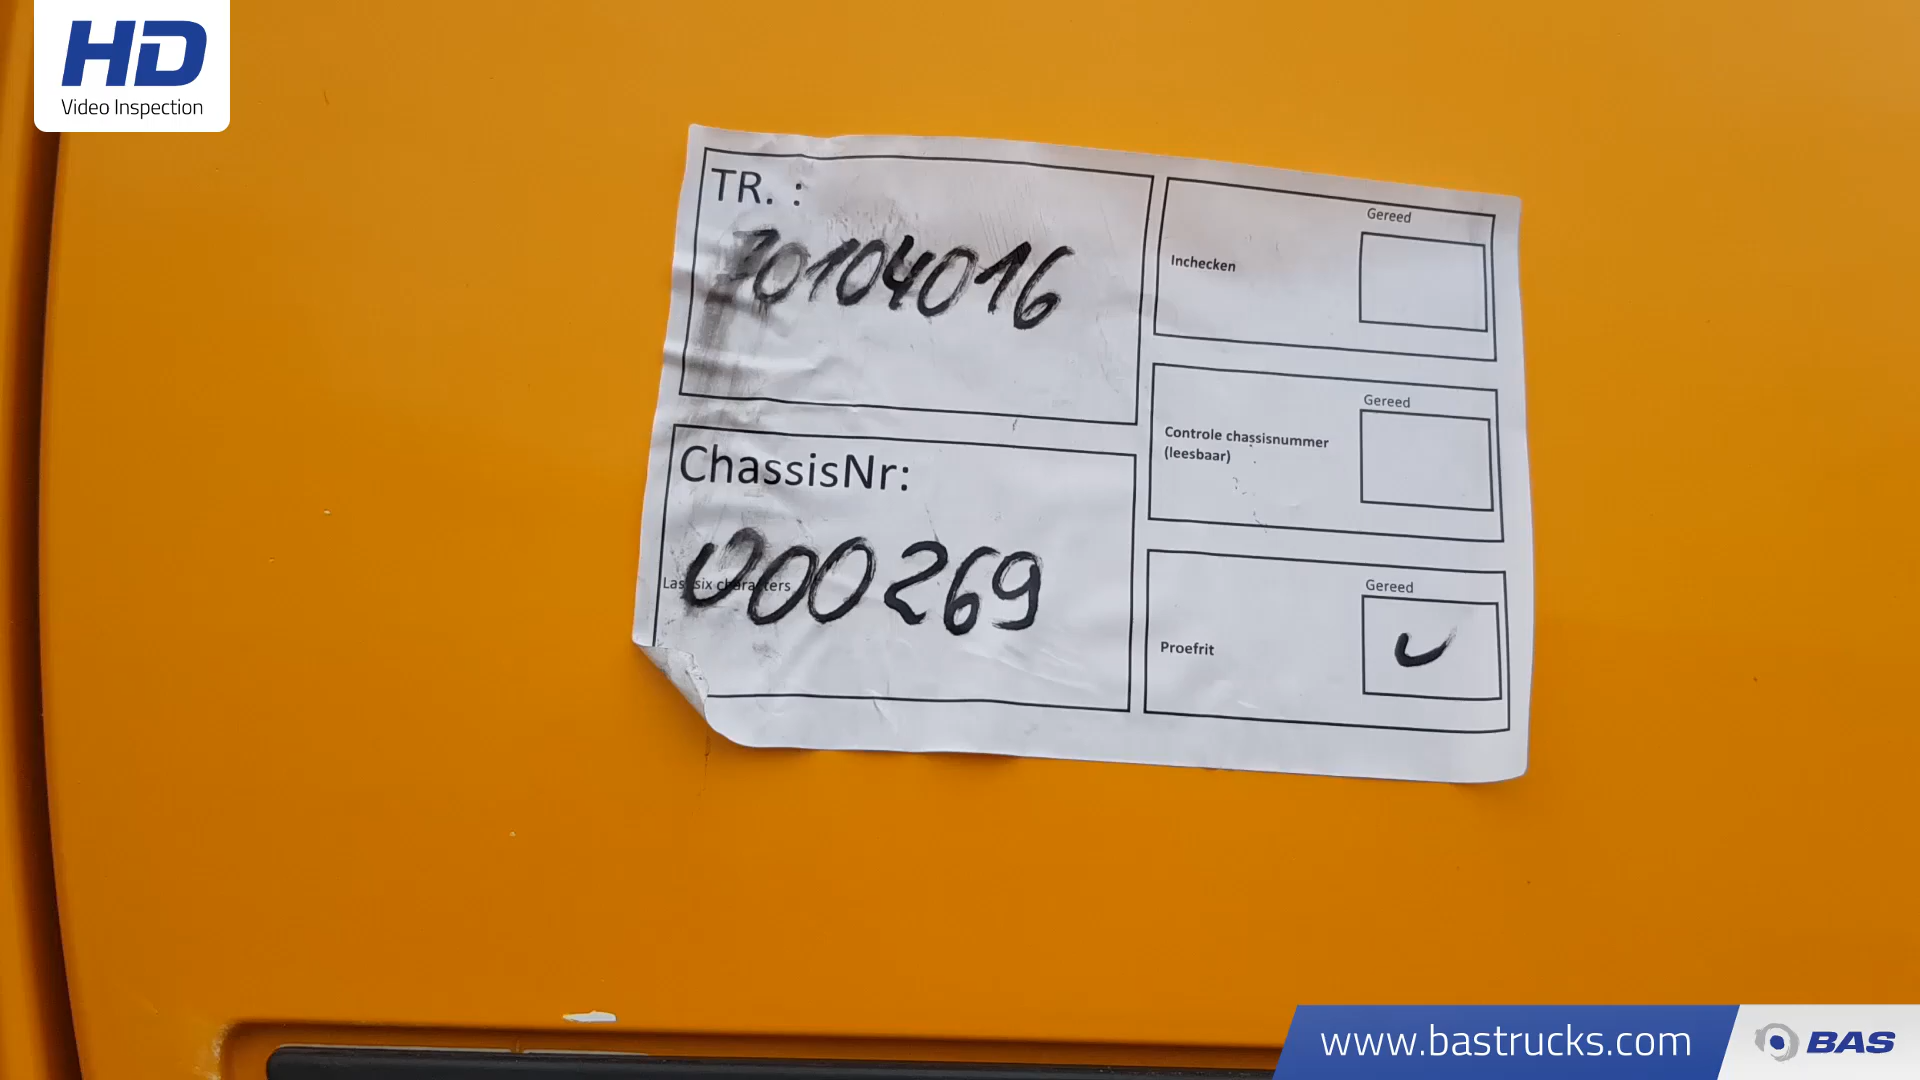 HD
Video Inspection
TR. :
70104016
ChassisNr:
Last six characters
000269
Gereed
Inchecken
Gereed
Controle chassisnummer
(leesbaar)
Gereed
Proefrit
www.bastrucks.com
BAS